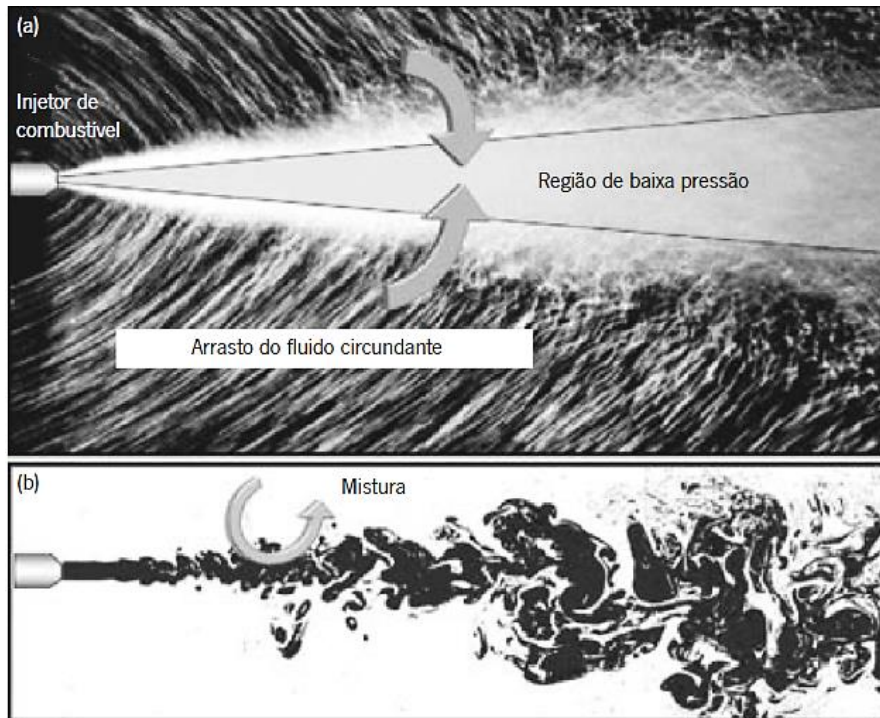 (a)
Injetor de
combustível
Região de baixa pressão
Arrasto do fluido circundante
(b)
Mistura